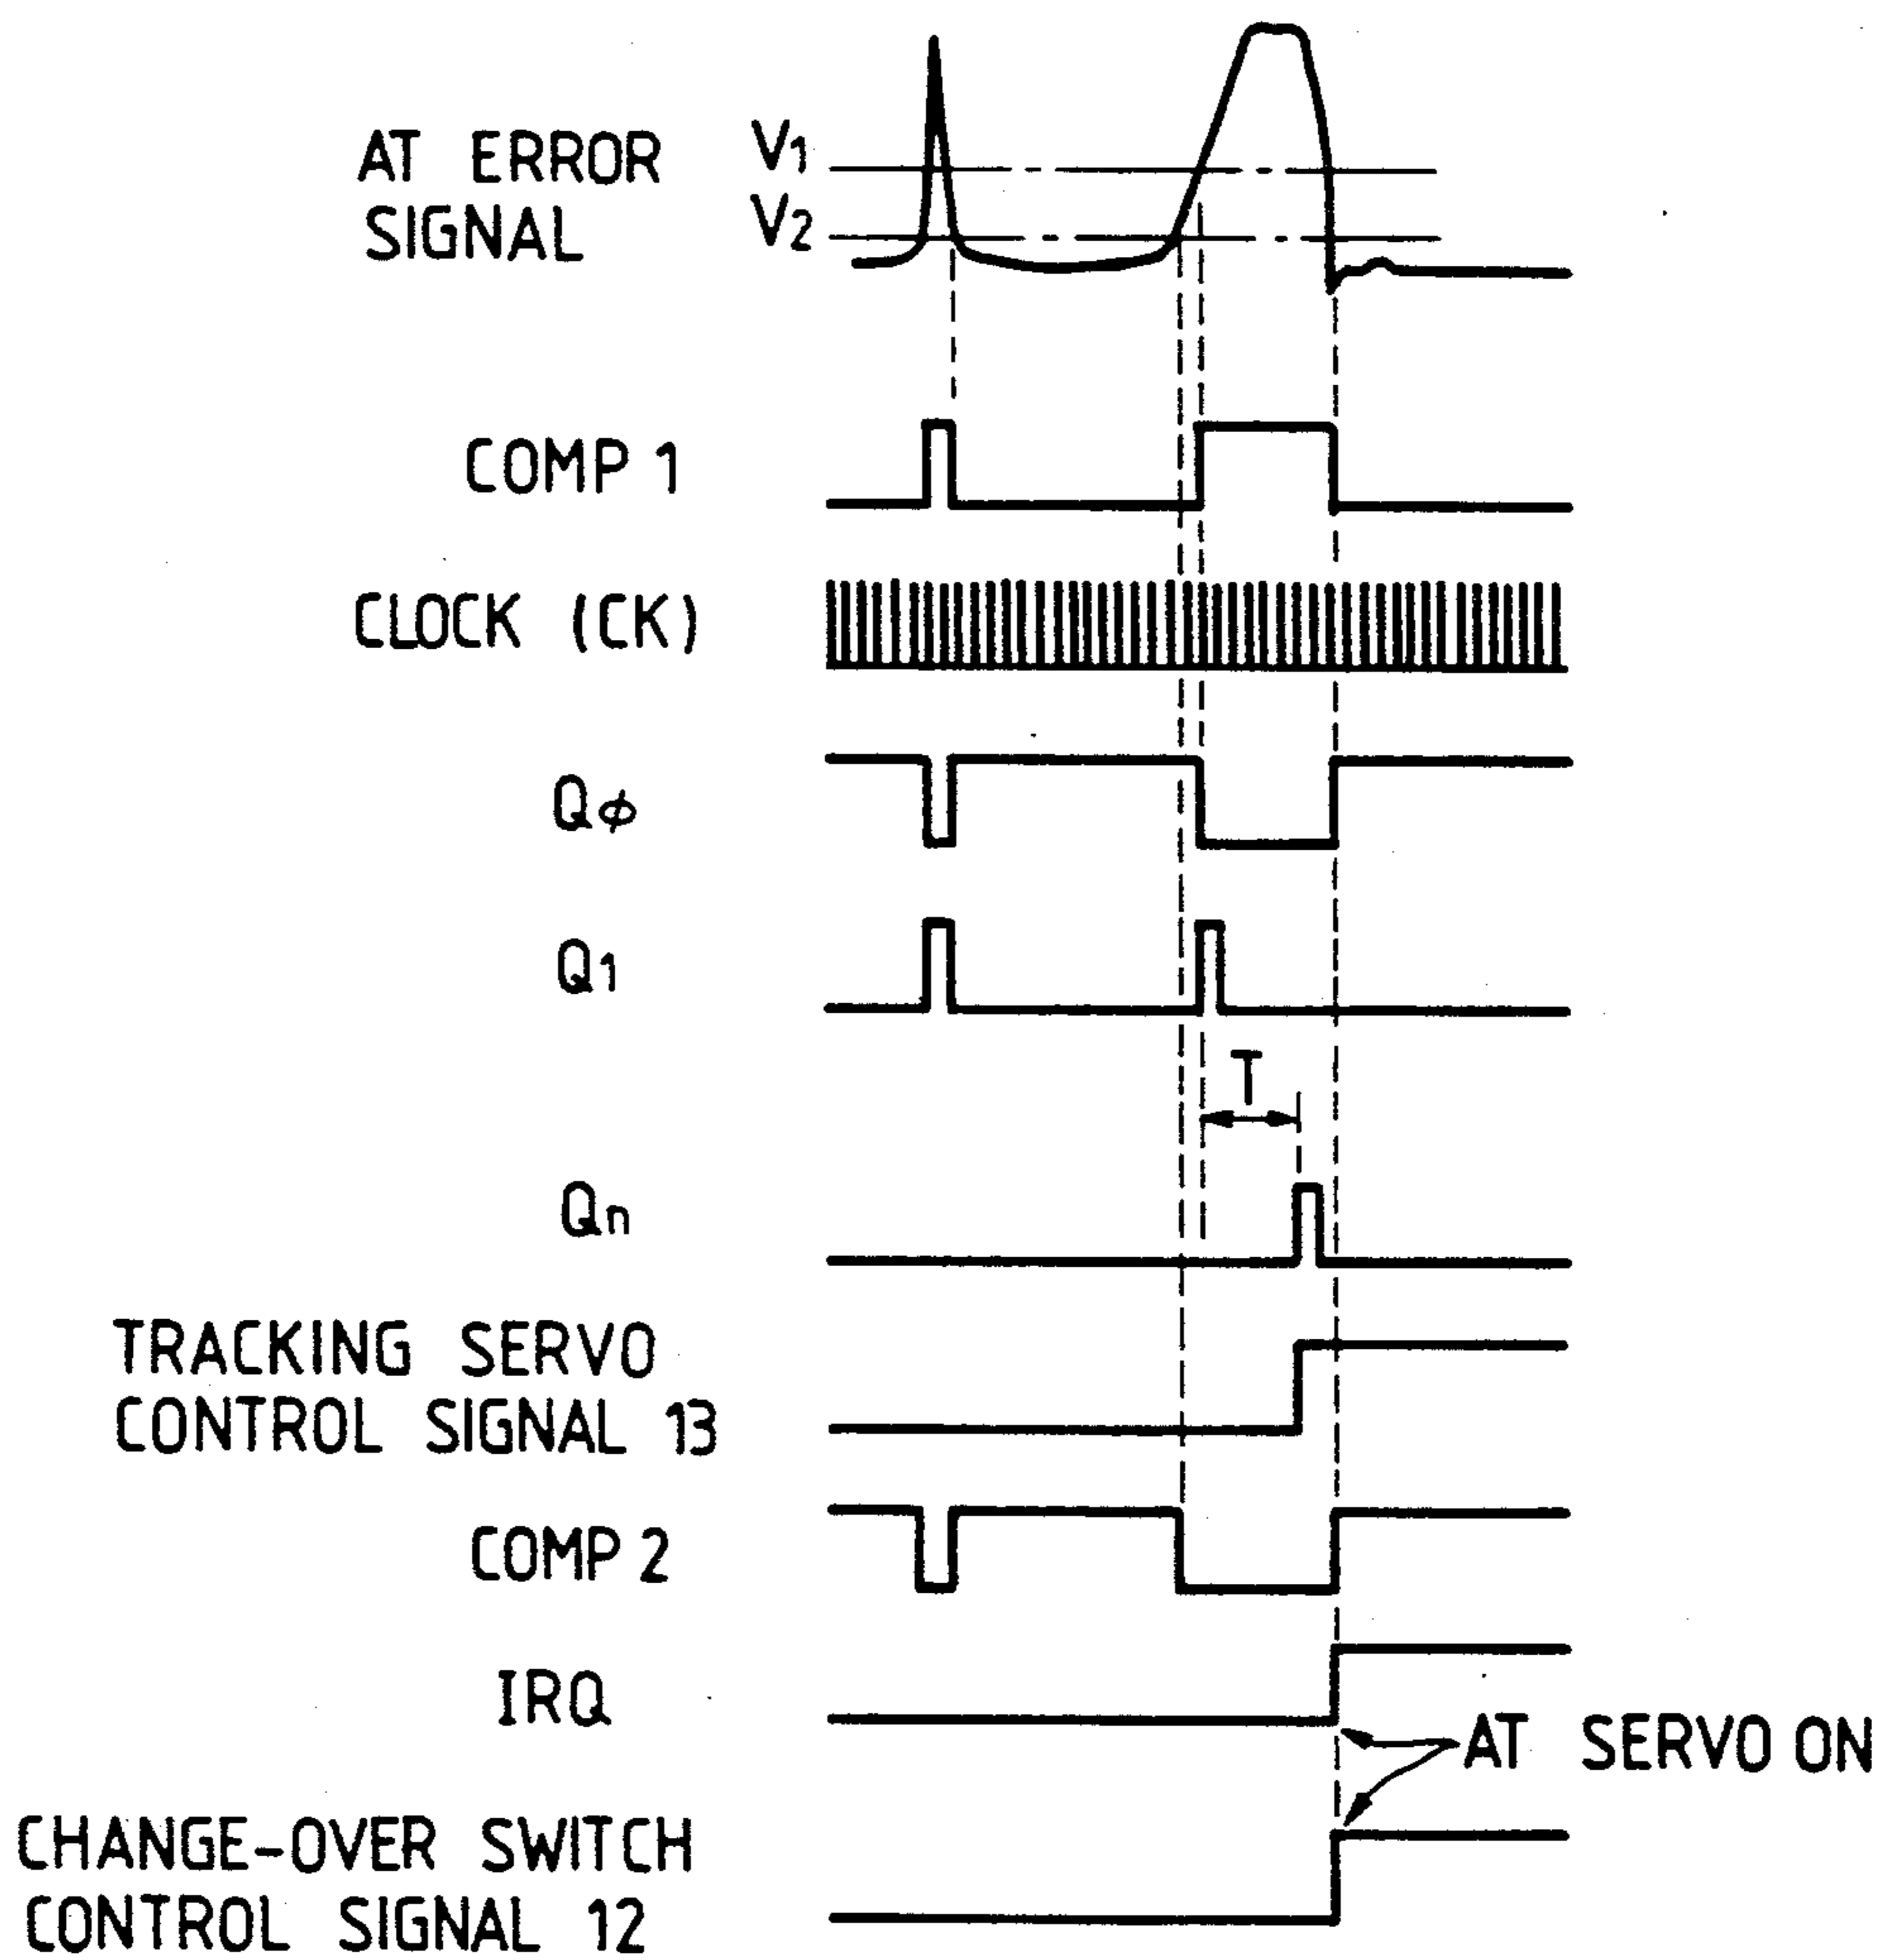 AT ERROR
SIGNAL
V1
V2
COMP 1
CLOCK (CK)
Qφ
Q1
T
Qn
TRACKING SERVO
CONTROL SIGNAL 13
COMP 2
IRQ
AT SERVO ON
CHANGE-OVER SWITCH
CONTROL SIGNAL 12